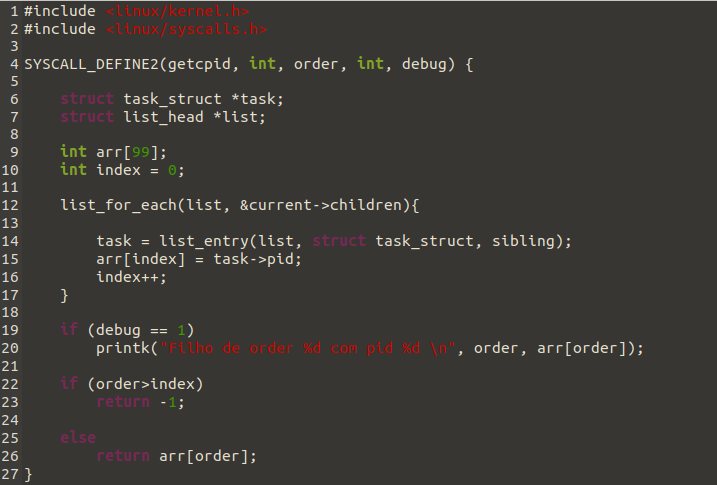 1 #include <linux/kernel.h>
2 #include <linux/syscalls.h>
3
4 SYSCALL_DEFINE2(getcpid, int, order, int, debug) {
5
6     struct task_struct *task;
7     struct list_head *list;
8
9     int arr[99];
10     int index = 0;
11
12     list_for_each(list, &current->children){
13
14         task = list_entry(list, struct task_struct, sibling);
15         arr[index] = task->pid;
16         index++;
17     }
18
19     if (debug == 1)
20         printk("Filho de order %d com pid %d \n", order, arr[order]);
21
22     if (order>index)
23         return -1;
24
25     else
26         return arr[order];
27 }